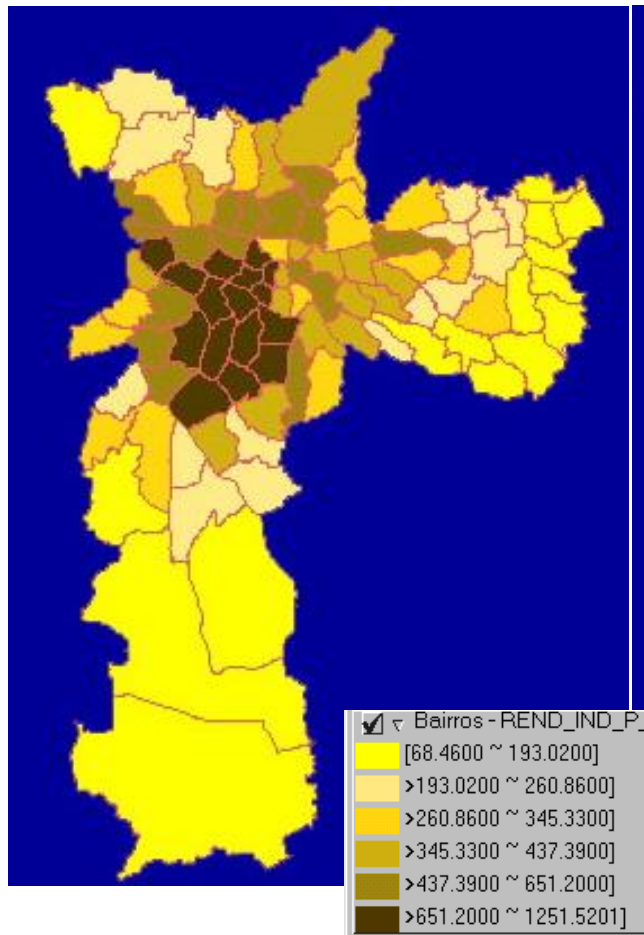 Bairros - REND_IND_P_
[68.4600 ~ 193.0200]
>193.0200 ~ 260.8600]
>260.8600 ~ 345.3300]
>345.3300 ~ 437.3900]
>437.3900 ~ 651.2000]
>651.2000 ~ 1251.5201]